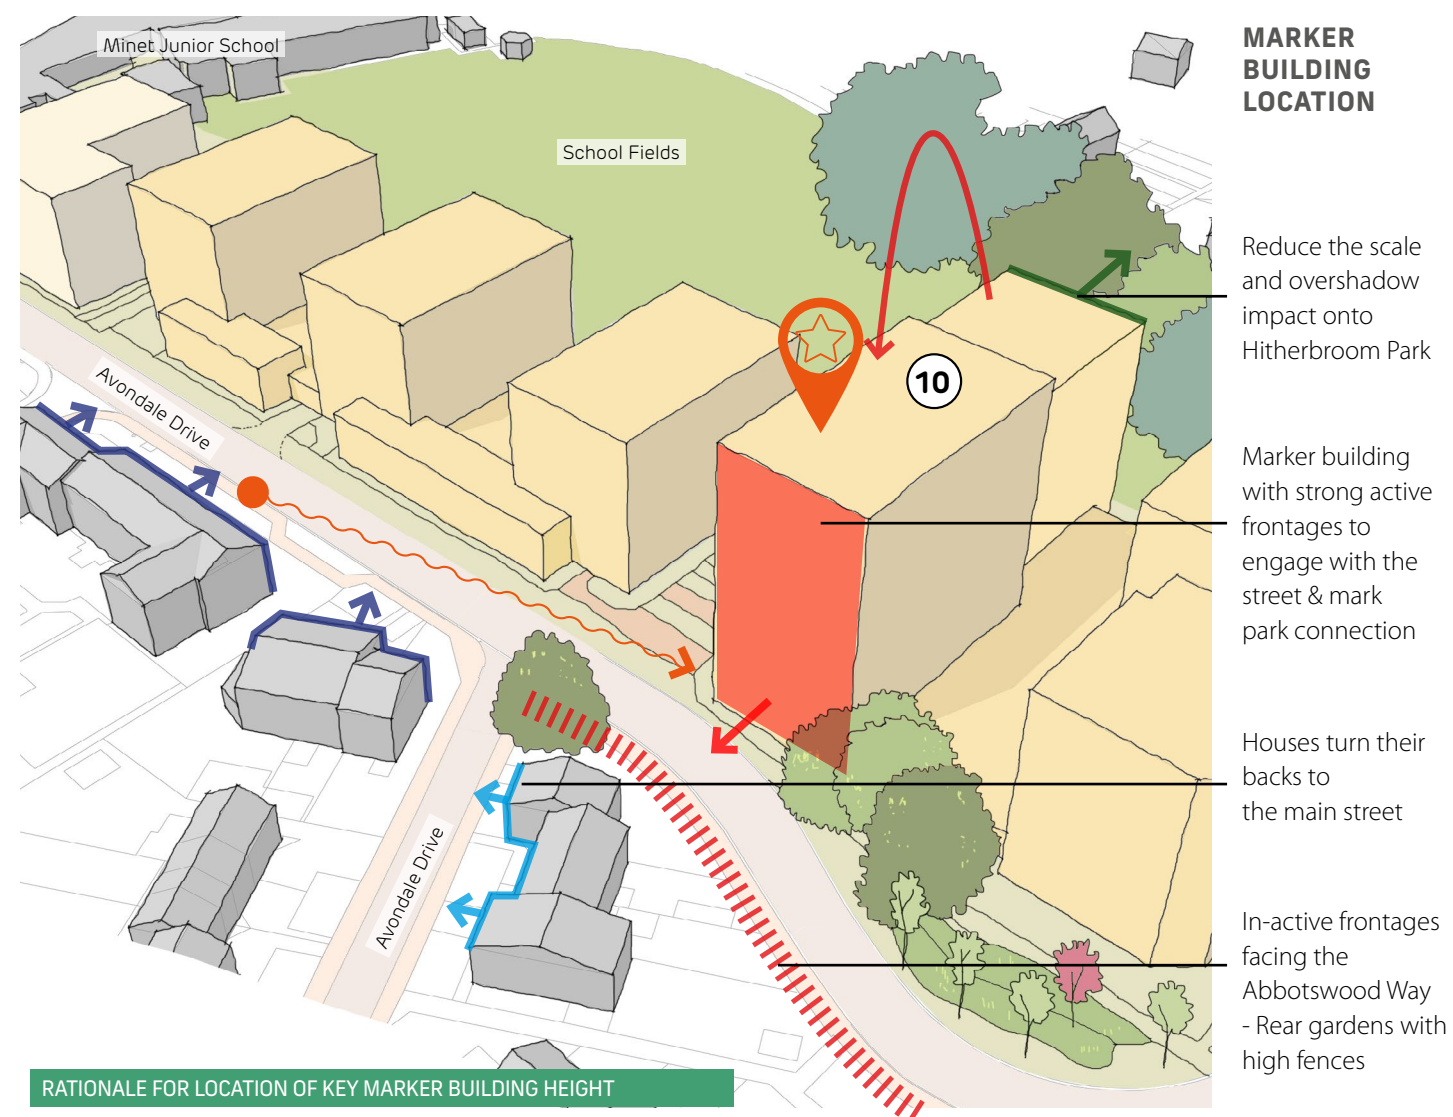 Minet Junior School
School Fields
Avondale Drive
10
Avondale Drive
MARKER
BUILDING
LOCATION
Reduce the scale
and overshadow
impact onto
Hitherbroom Park
Marker building
with strong active
frontages to
engage with the
street & mark
park connection
Houses turn their
backs to
the main street
In-active frontages
facing the
Abbotswood Way
- Rear gardens with
high fences
RATIONALE FOR LOCATION OF KEY MARKER BUILDING HEIGHT